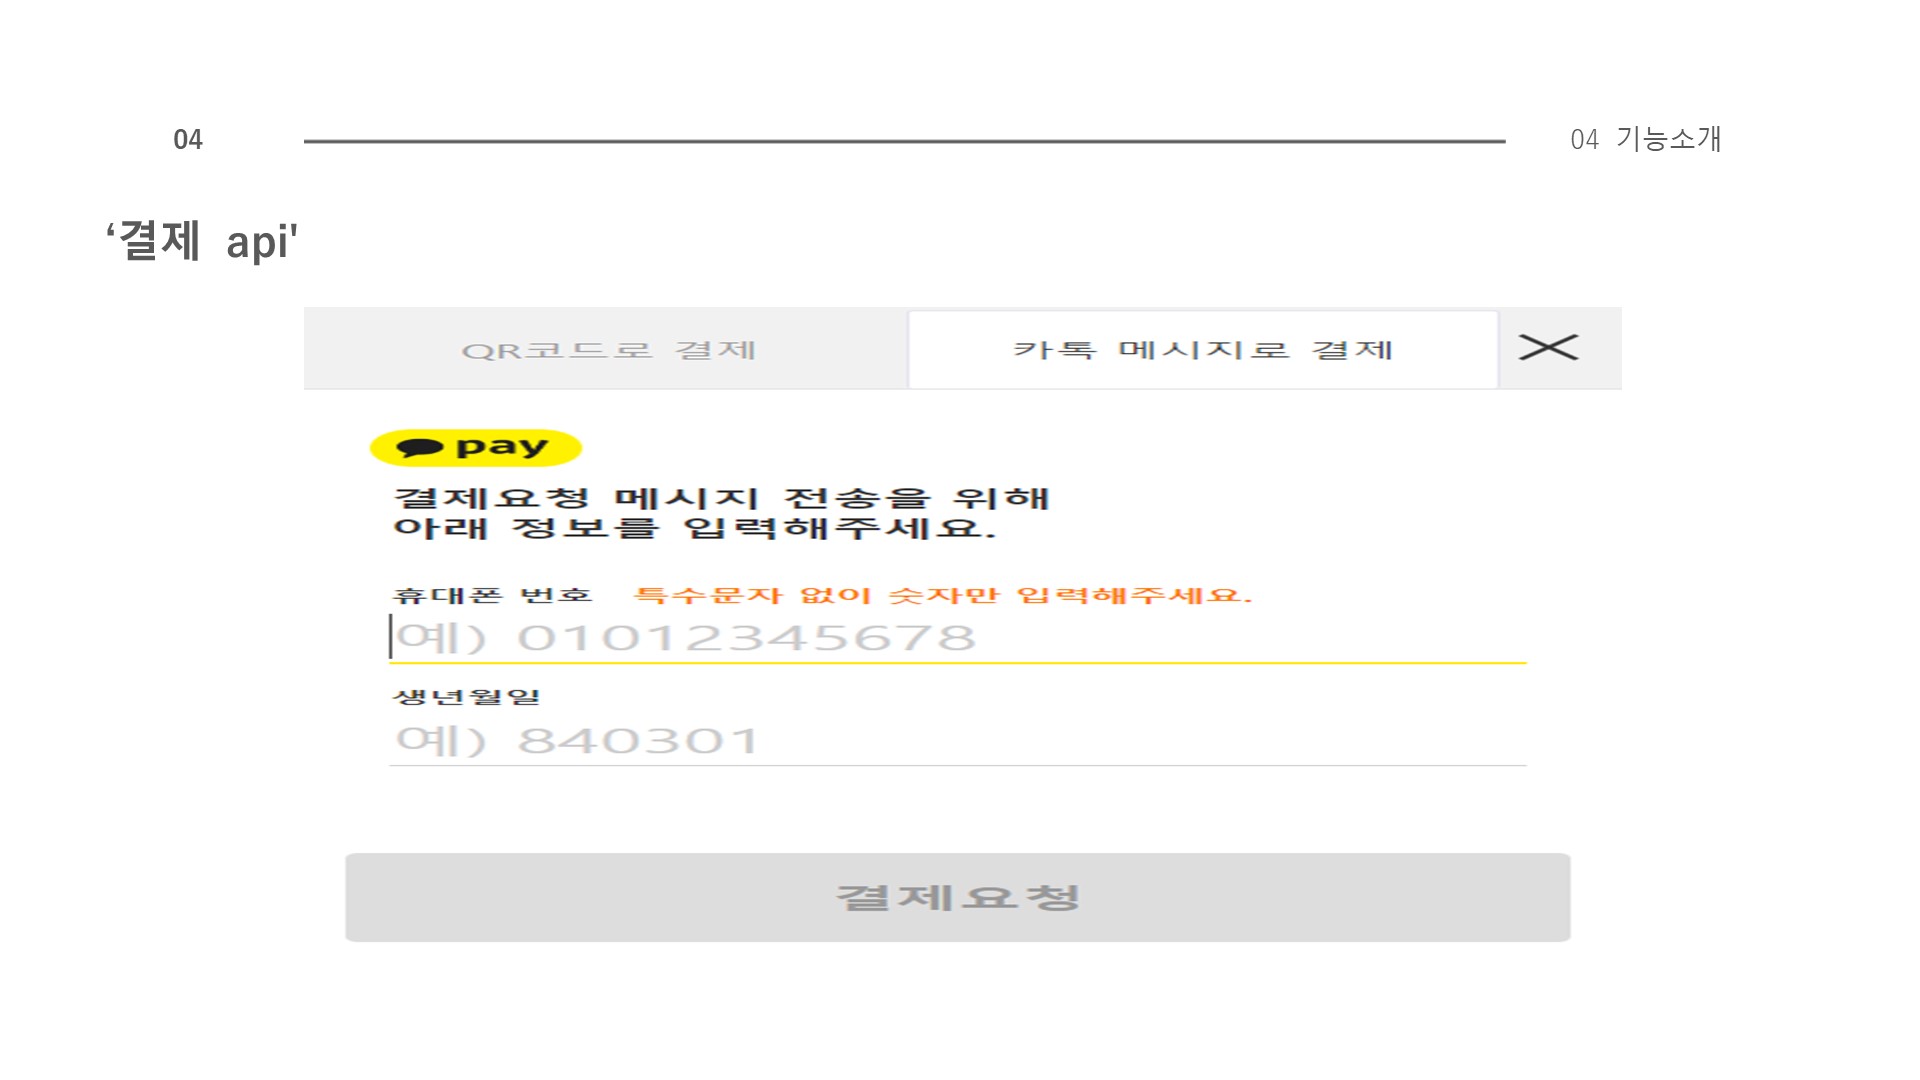 04
04 기능소개
‘결제 api'
QR코드로 결제
카톡 메시지로 결제
pay
결제요청 메시지 전송을 위해
아래 정보를 입력해주세요.
휴대폰 번호 특수문자 없이 숫자만 입력해주세요.
예) 01012345678
생년월일
예) 840301
결제요청